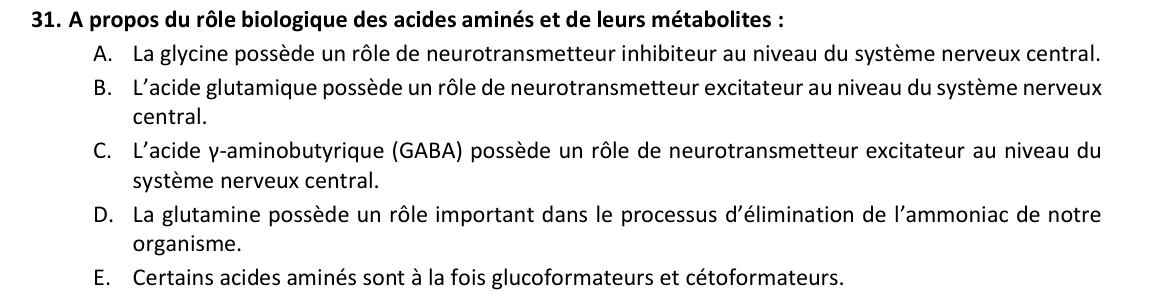 31. A propos du rôle biologique des acides aminés et de leurs métabolites :
A. La glycine possède un rôle de neurotransmetteur inhibiteur au niveau du système nerveux central.
B. L’acide glutamique possède un rôle de neurotransmetteur excitateur au niveau du système nerveux
central.
C. L’acide γ-aminobutyrique (GABA) possède un rôle de neurotransmetteur excitateur au niveau du
système nerveux central.
D. La glutamine possède un rôle important dans le processus d’élimination de l’ammoniac de notre
organisme.
E. Certains acides aminés sont à la fois glucoformateurs et cétoformateurs.